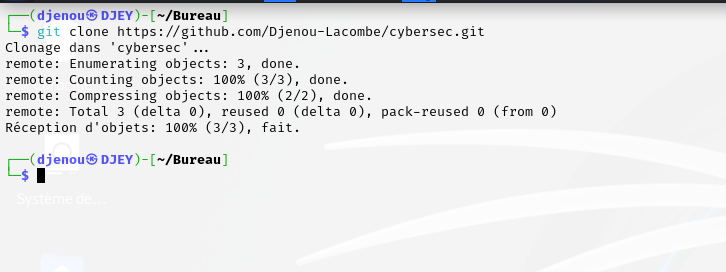 ┌──(djenou㉿DJEY)-[~/Bureau]
└─$ git clone https://github.com/Djenou-Lacombe/cybersec.git
Clonage dans 'cybersec'...
remote: Enumerating objects: 3, done.
remote: Counting objects: 100% (3/3), done.
remote: Compressing objects: 100% (2/2), done.
remote: Total 3 (delta 0), reused 0 (delta 0), pack-reused 0 (from 0)
Réception d'objets: 100% (3/3), fait.
┌──(djenou㉿DJEY)-[~/Bureau]
└─$
Système de...